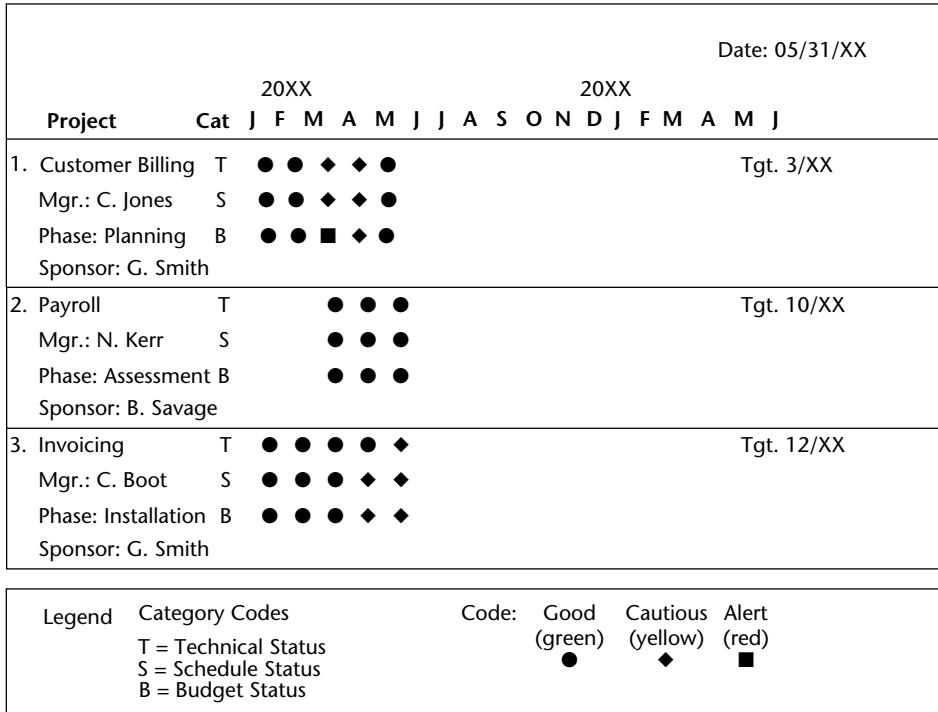 Date: 05/31/XX
20XX 20XX
Project Cat J F M A M J J A S O N D J F M A M J
1. Customer Billing T ● ● ◆ ◆ ● Tgt. 3/XX
Mgr.: C. Jones S ● ● ◆ ◆ ●
Phase: Planning B ● ● ■ ◆ ●
Sponsor: G. Smith
2. Payroll T ● ● ● Tgt. 10/XX
Mgr.: N. Kerr S ● ● ●
Phase: Assessment B ● ● ●
Sponsor: B. Savage
3. Invoicing T ● ● ● ● ◆ Tgt. 12/XX
Mgr.: C. Boot S ● ● ● ◆ ◆
Phase: Installation B ● ● ● ◆ ◆
Sponsor: G. Smith
Legend Category Codes Code: Good Cautious Alert
(green) (yellow) (red)
T = Technical Status
● ◆ ■
S = Schedule Status
B = Budget Status